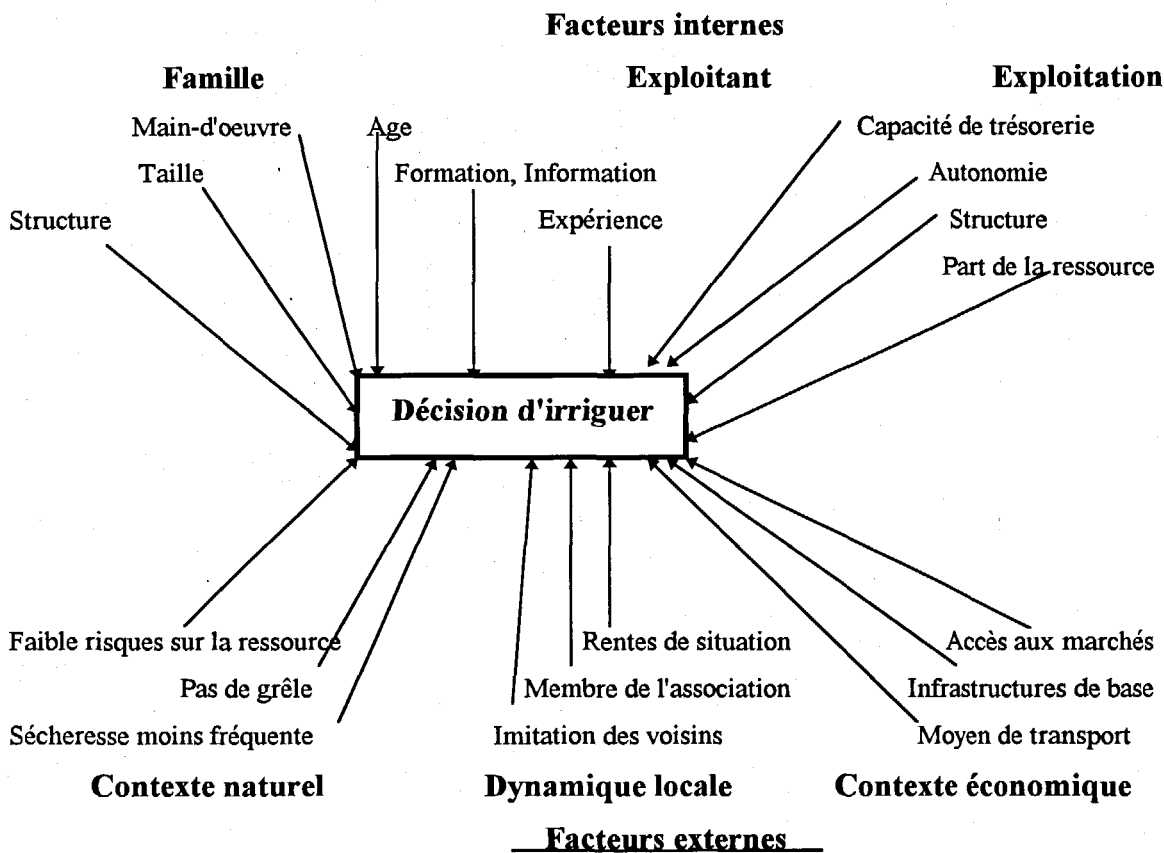 Facteurs internes
Famille Exploitant Exploitation
Main-d'oeuvre Age Capacité de trésorerie
Taille Formation, Information Autonomie
Structure Expérience Structure
Part de la ressource
Décision d'irriguer
Faible risques sur la ressource Rentes de situation Accès aux marchés
Pas de grêle Membre de l'association Infrastructures de base
Sécheresse moins fréquente Imitation des voisins Moyen de transport
Contexte naturel Dynamique locale Contexte économique
Facteurs externes